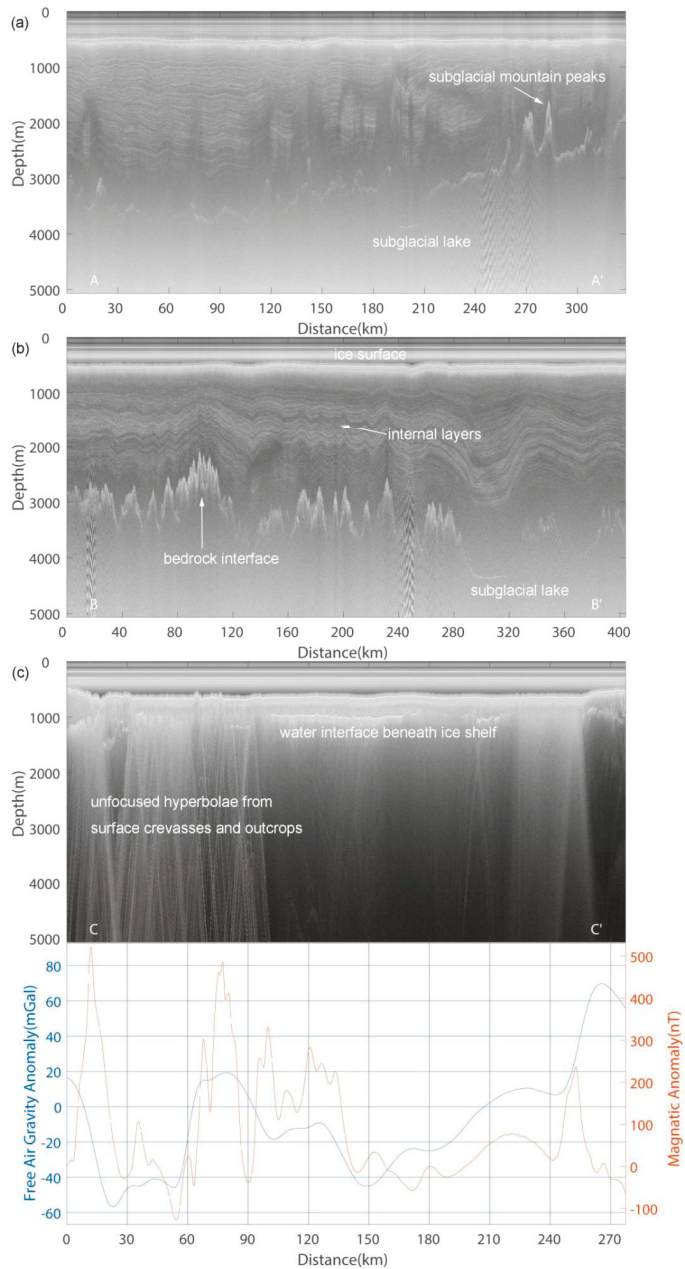 (a)
0
1000
2000
3000
4000
5000
Depth(m)
subglacial mountain peaks
subglacial lake
A
A'
0 30 60 90 120 150 180 210 240 270 300
Distance(km)
(b)
0
1000
2000
3000
4000
5000
Depth(m)
ice surface
internal layers
bedrock interface
subglacial lake
B
B'
0 40 80 120 160 200 240 280 320 360 400
Distance(km)
(c)
0
1000
2000
3000
4000
5000
Depth(m)
water interface beneath ice shelf
unfocused hyperbolae from
surface crevasses and outcrops
C
C'
80
60
40
20
0
-20
-40
-60
Free Air Gravity Anomaly(mGal)
500
400
300
200
100
0
-100
Magnatic Anomaly(nT)
0 30 60 90 120 150 180 210 240 270
Distance(km)